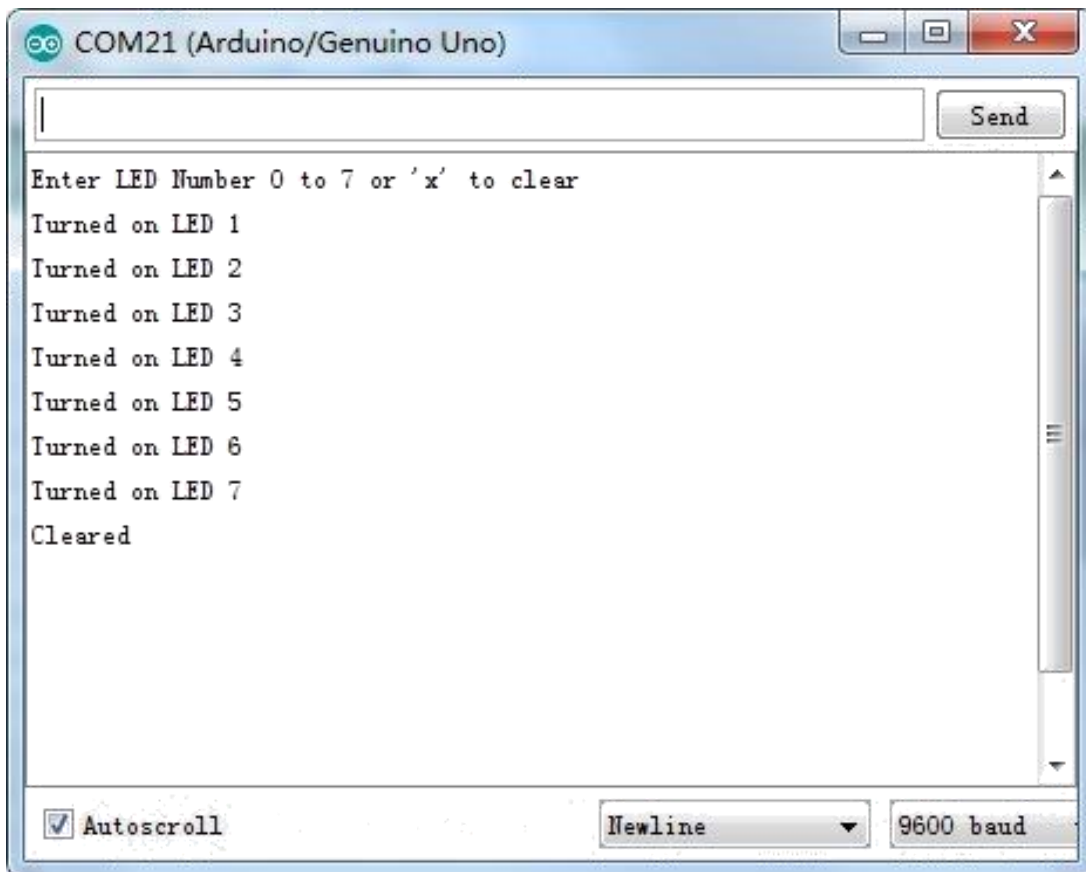 COM21 (Arduino/Genuino Uno)
Send
Enter LED Number 0 to 7 or 'x' to clear
Turned on LED 1
Turned on LED 2
Turned on LED 3
Turned on LED 4
Turned on LED 5
Turned on LED 6
Turned on LED 7
Cleared
Autoscroll
Newline
9600 baud